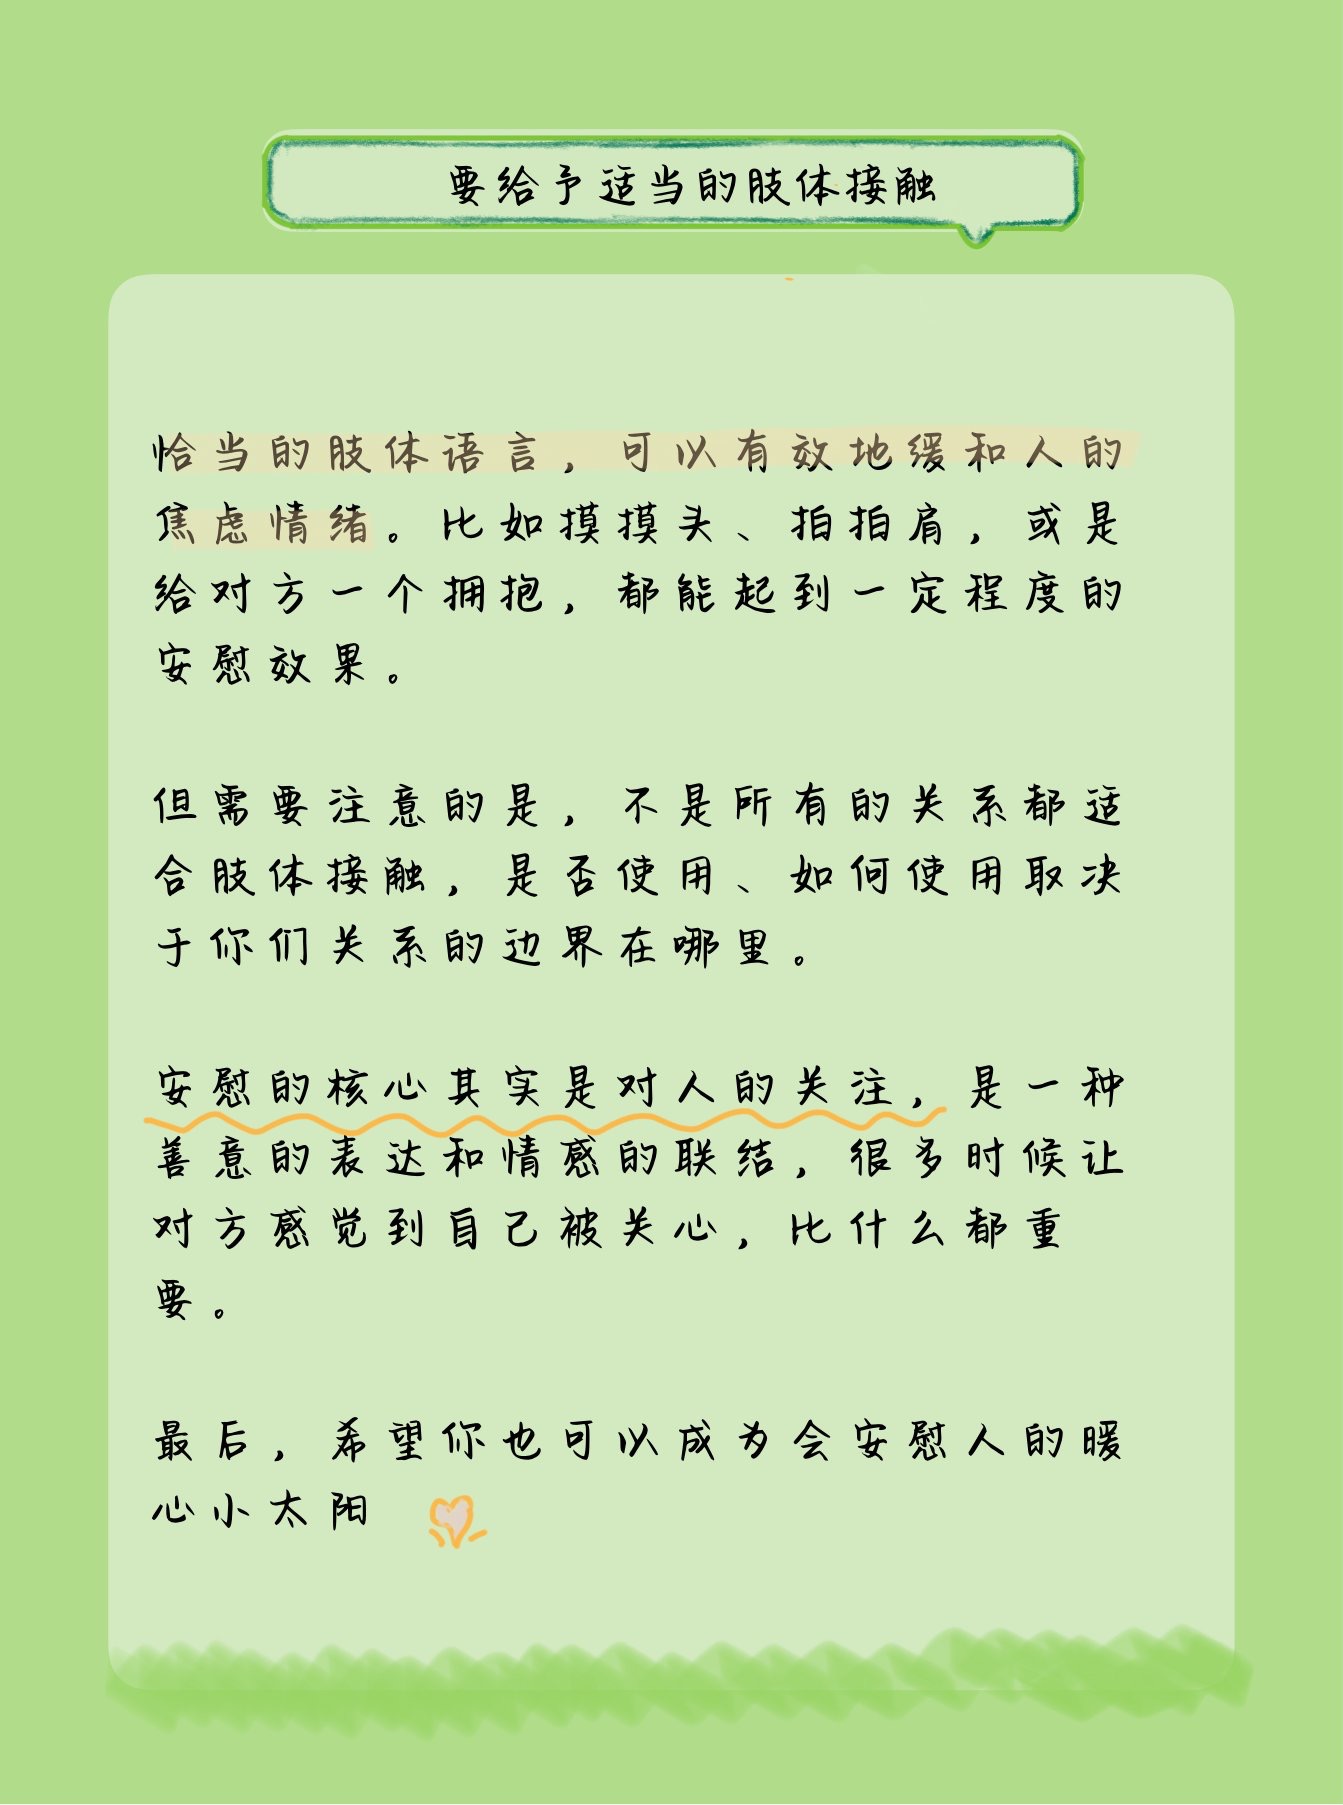 要给予适当的肢体接触
恰当的肢体语言，可以有效地缓和人的
焦虑情绪。比如摸摸头、拍拍肩，或是
给对方一个拥抱，都能起到一定程度的
安慰效果。
但需要注意的是，不是所有的关系都适
合肢体接触，是否使用、如何使用取决
于你们关系的边界在哪里。
安慰的核心其实是对人的关注，是一种
善意的表达和情感的联结，很多时候让
对方感觉到自己被关心，比什么都重
要。
最后，希望你也可以成为会安慰人的暖
心小太阳